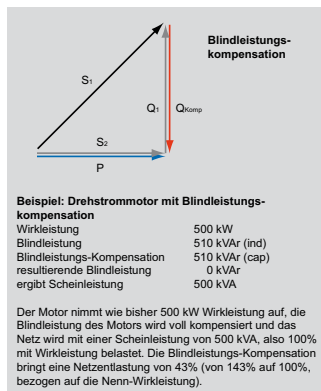 Blindleistungs-
kompensation
S1
Q1
QKomp
S2
P
Beispiel: Drehstrommotor mit Blindleistungs-
kompensation
Wirkleistung 500 kW
Blindleistung 510 kVAr (ind)
Blindleistungs-Kompensation 510 kVAr (cap)
resultierende Blindleistung 0 kVAr
ergibt Scheinleistung 500 kVA
Der Motor nimmt wie bisher 500 kW Wirkleistung auf, die
Blindleistung des Motors wird voll kompensiert und das
Netz wird mit einer Scheinleistung von 500 kVA, also 100%
mit Wirkleistung belastet. Die Blindleistungs-Kompensation
bringt eine Netzentlastung von 43% (von 143% auf 100%,
bezogen auf die Nenn-Wirkleistung).